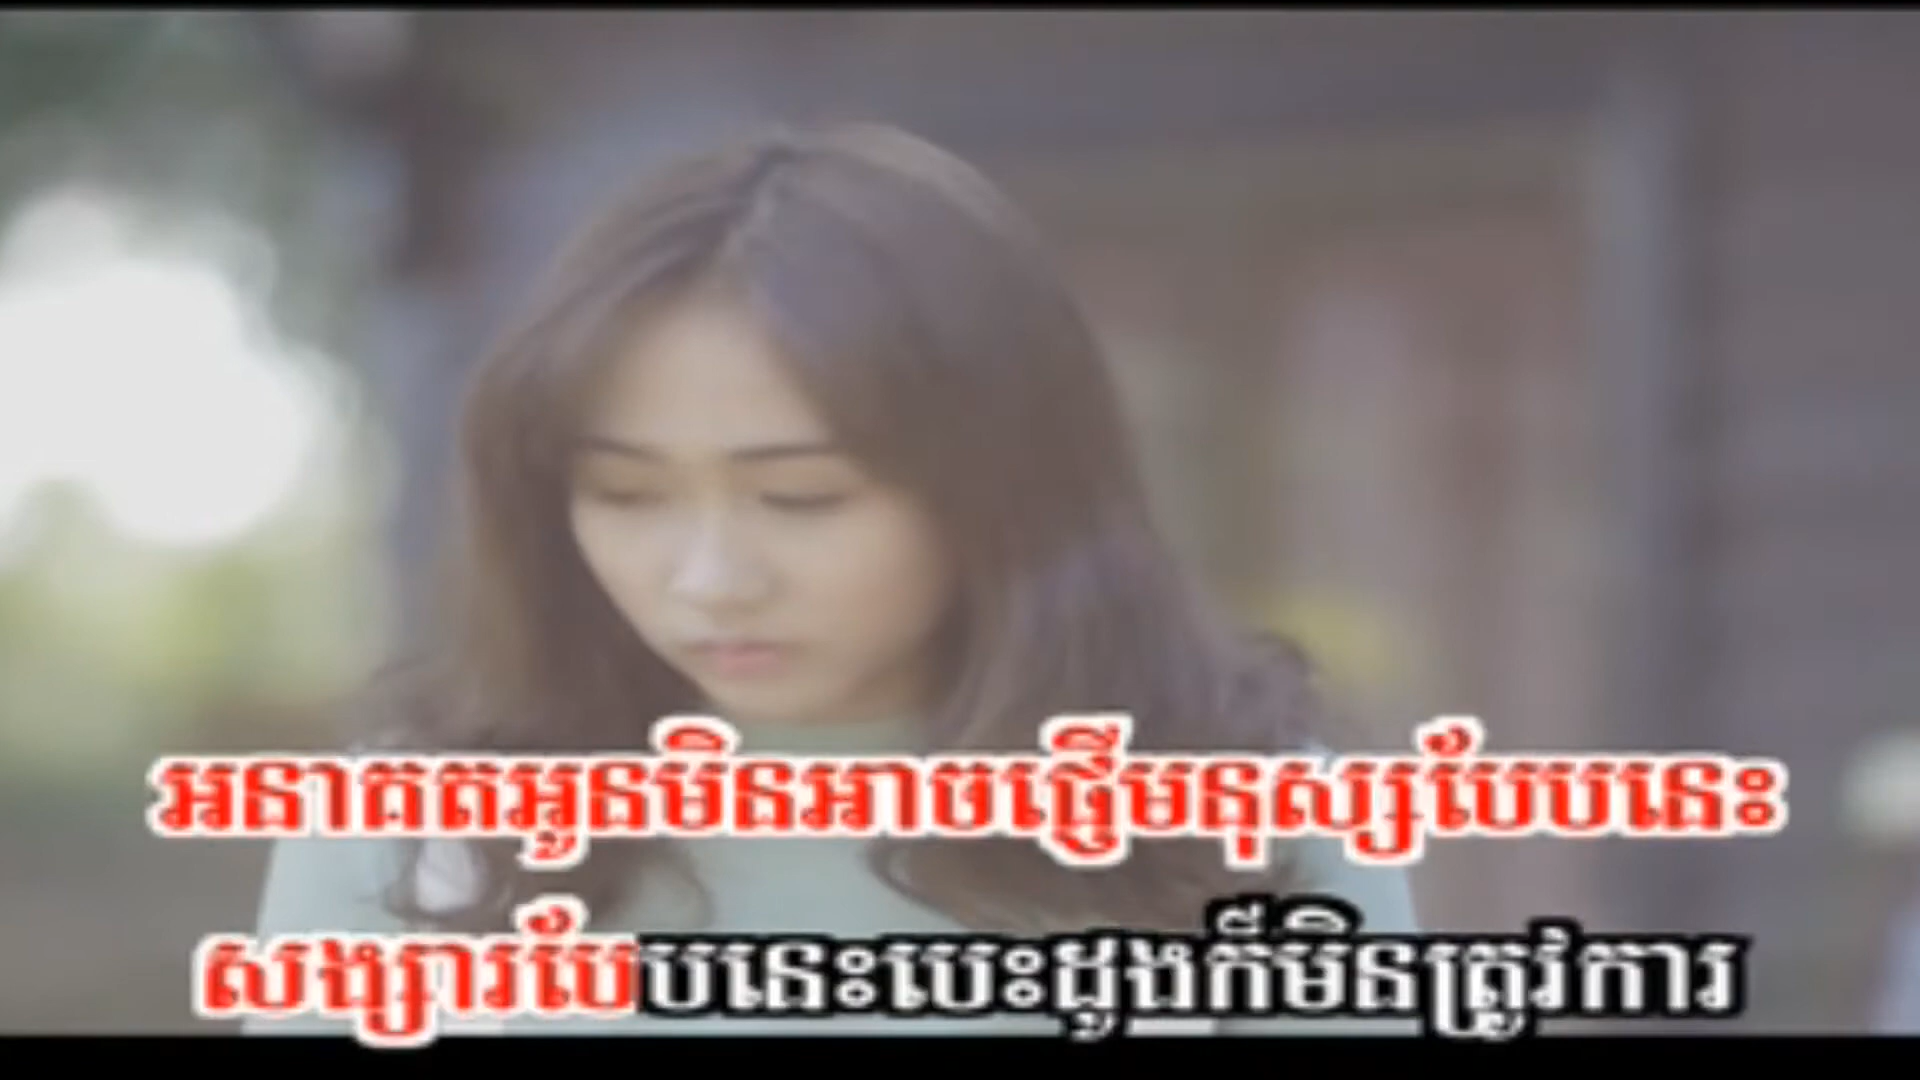 អនាគតអូនមិនអាចផ្ញើមនុស្សបែបនេះ
សង្សារបែបនេះបេះដូងក៏មិនត្រូវការ